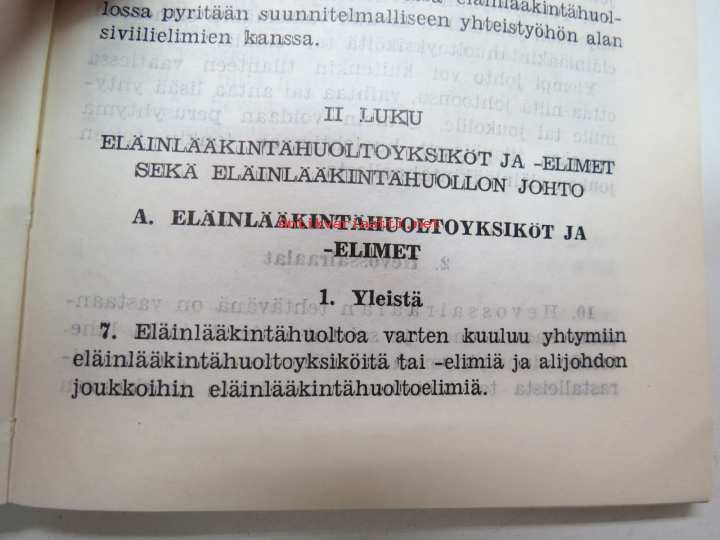 eläinlääkintähuol-
lossa pyritään suunnitelmalliseen yhteistyöhön alan
siviilielimien kanssa.
II LUKU
ELÄINLÄÄKINTÄHUOLTOYKSIKÖT JA -ELIMET
SEKÄ ELÄINLÄÄKINTÄHUOLLON JOHTO
A. ELÄINLÄÄKINTÄHUOLTOYKSIKÖT JA
-ELIMET
1. Yleistä
7. Eläinlääkintähuoltoa varten kuuluu yhtymiin
eläinlääkintähuoltoyksiköitä tai -elimiä ja alijohdon
joukkoihin eläinlääkintähuoltoelimiä.